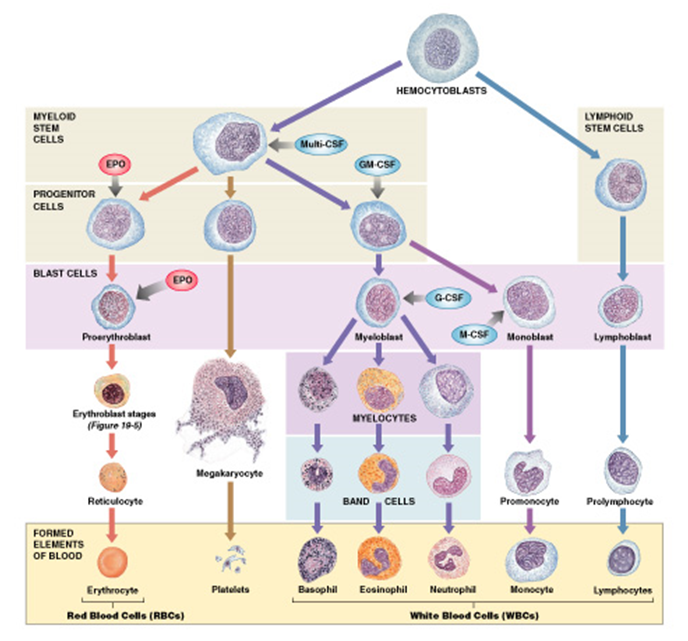 HEMOCYTOBLASTS
MYELOID
STEM
CELLS
LYMPHOID
STEM CELLS
Multi-CSF
EPO
GM-CSF
PROGENITOR
CELLS
BLAST CELLS
EPO
G-CSF
M-CSF
Proerythroblast
Myeloblast
Monoblast
Lymphoblast
Erythroblast stages
(Figure 19-5)
MYELOCYTES
Megakaryocyte
Reticulocyte
BAND CELLS
Promonocyte
Prolymphocyte
FORMED
ELEMENTS
OF BLOOD
Erythrocyte
Platelets
Basophil
Eosinophil
Neutrophil
Monocyte
Lymphocytes
Red Blood Cells (RBCs)
White Blood Cells (WBCs)